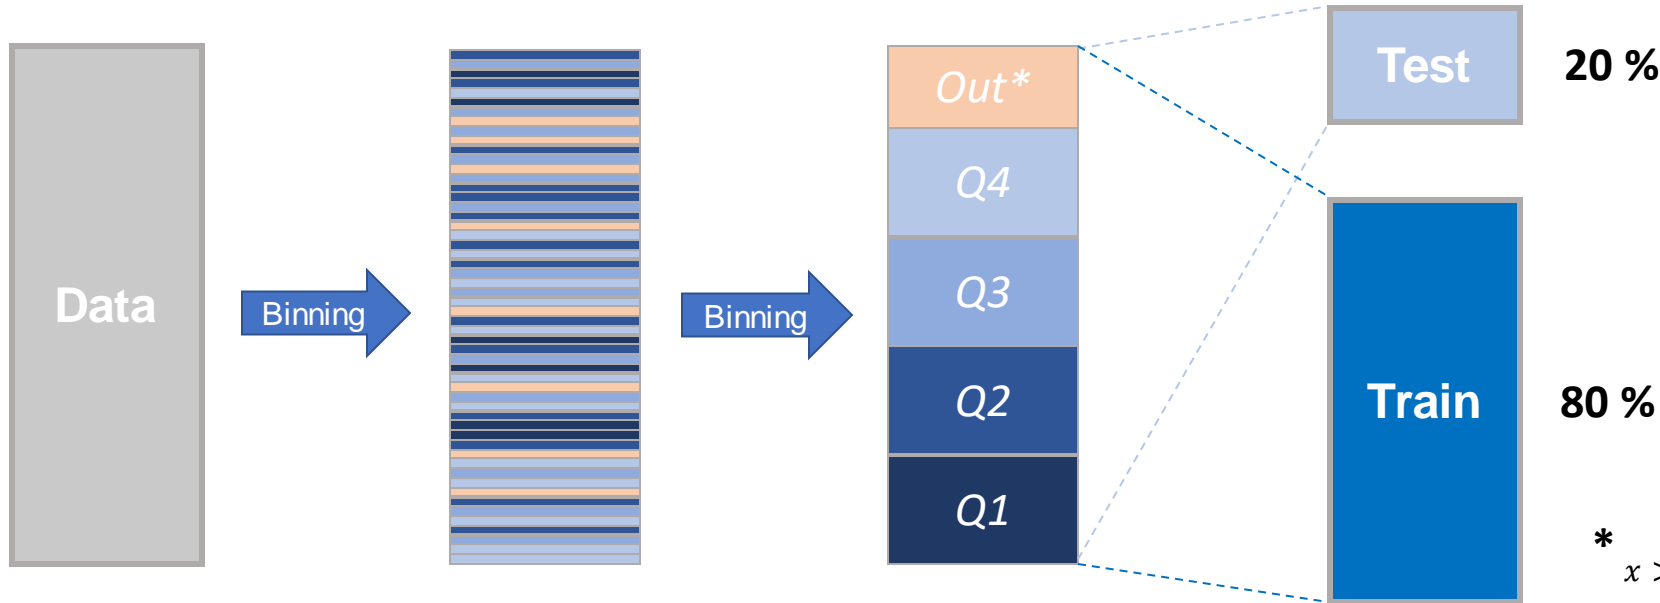 Data
Binning
Binning
Out*
Q4
Q3
Q2
Q1
Test
20 %
Train
80 %
*
x >